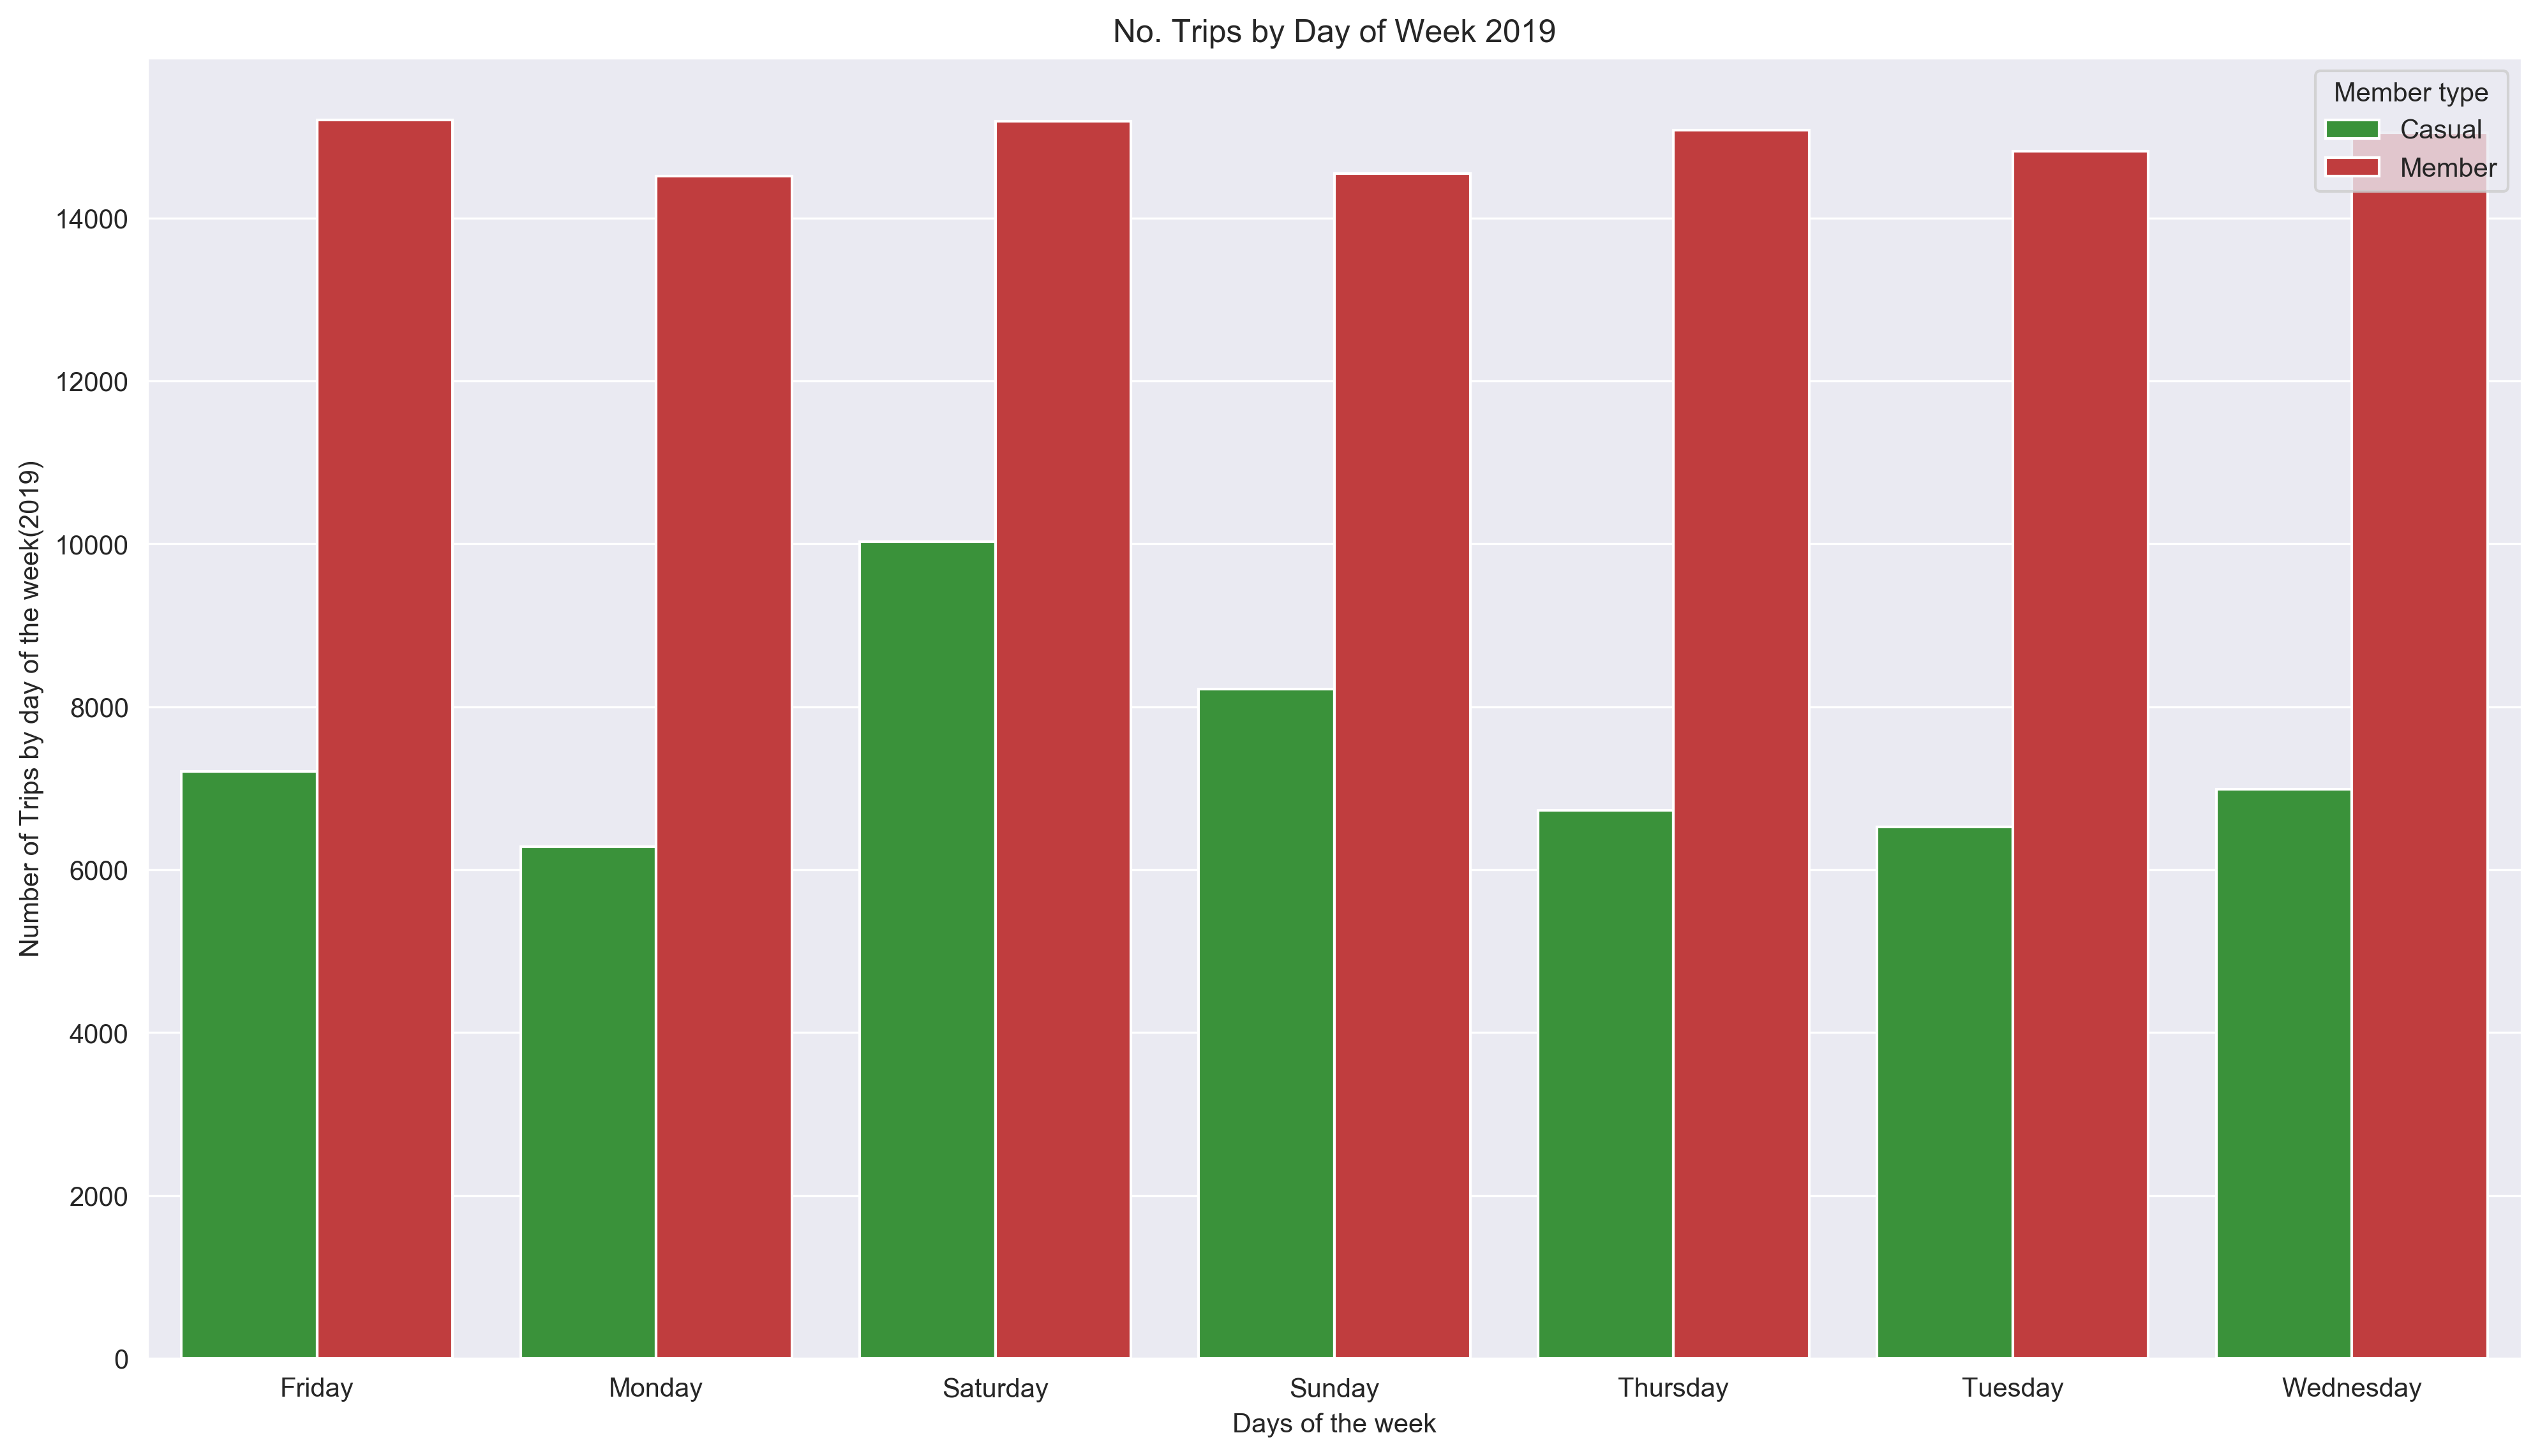 No. Trips by Day of Week 2019
Member type
Casual
Member
14000
12000
10000
8000
6000
4000
2000
0
Number of Trips by day of the week(2019)
Friday Monday Saturday Sunday Thursday Tuesday Wednesday
Days of the week